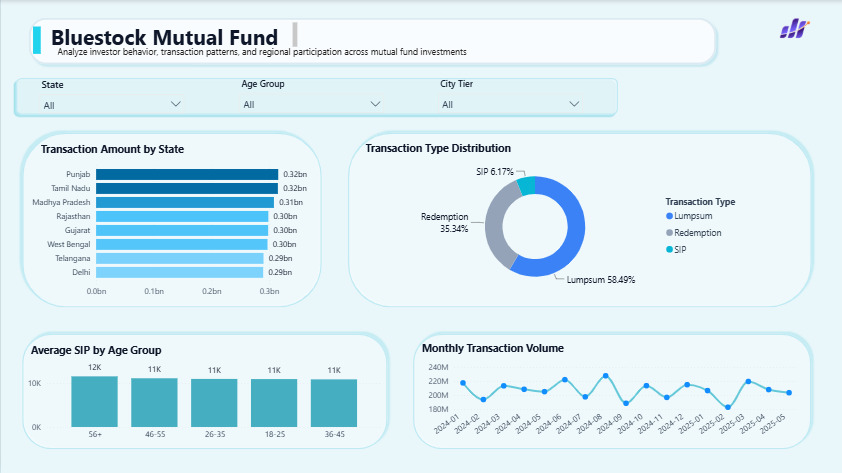 Bluestock Mutual Fund
Analyze investor behavior, transaction patterns, and regional participation across mutual fund investments
State
All
Age Group
All
City Tier
All
Transaction Amount by State
Punjab 0.32bn
Tamil Nadu 0.32bn
Madhya Pradesh 0.31bn
Rajasthan 0.30bn
Gujarat 0.30bn
West Bengal 0.30bn
Telangana 0.29bn
Delhi 0.29bn
0.0bn 0.1bn 0.2bn 0.3bn
Transaction Type Distribution
SIP 6.17%
Redemption
35.34%
Lumpsum 58.49%
Transaction Type
Lumpsum
Redemption
SIP
Average SIP by Age Group
12K 11K 11K 11K 11K
10K
0K
56+ 46-55 26-35 18-25 36-45
Monthly Transaction Volume
240M
220M
200M
180M
2024-01 2024-02 2024-03 2024-04 2024-05 2024-06 2024-07 2024-08 2024-09 2024-10 2024-11 2024-12 2025-01 2025-02 2025-03 2025-04 2025-05